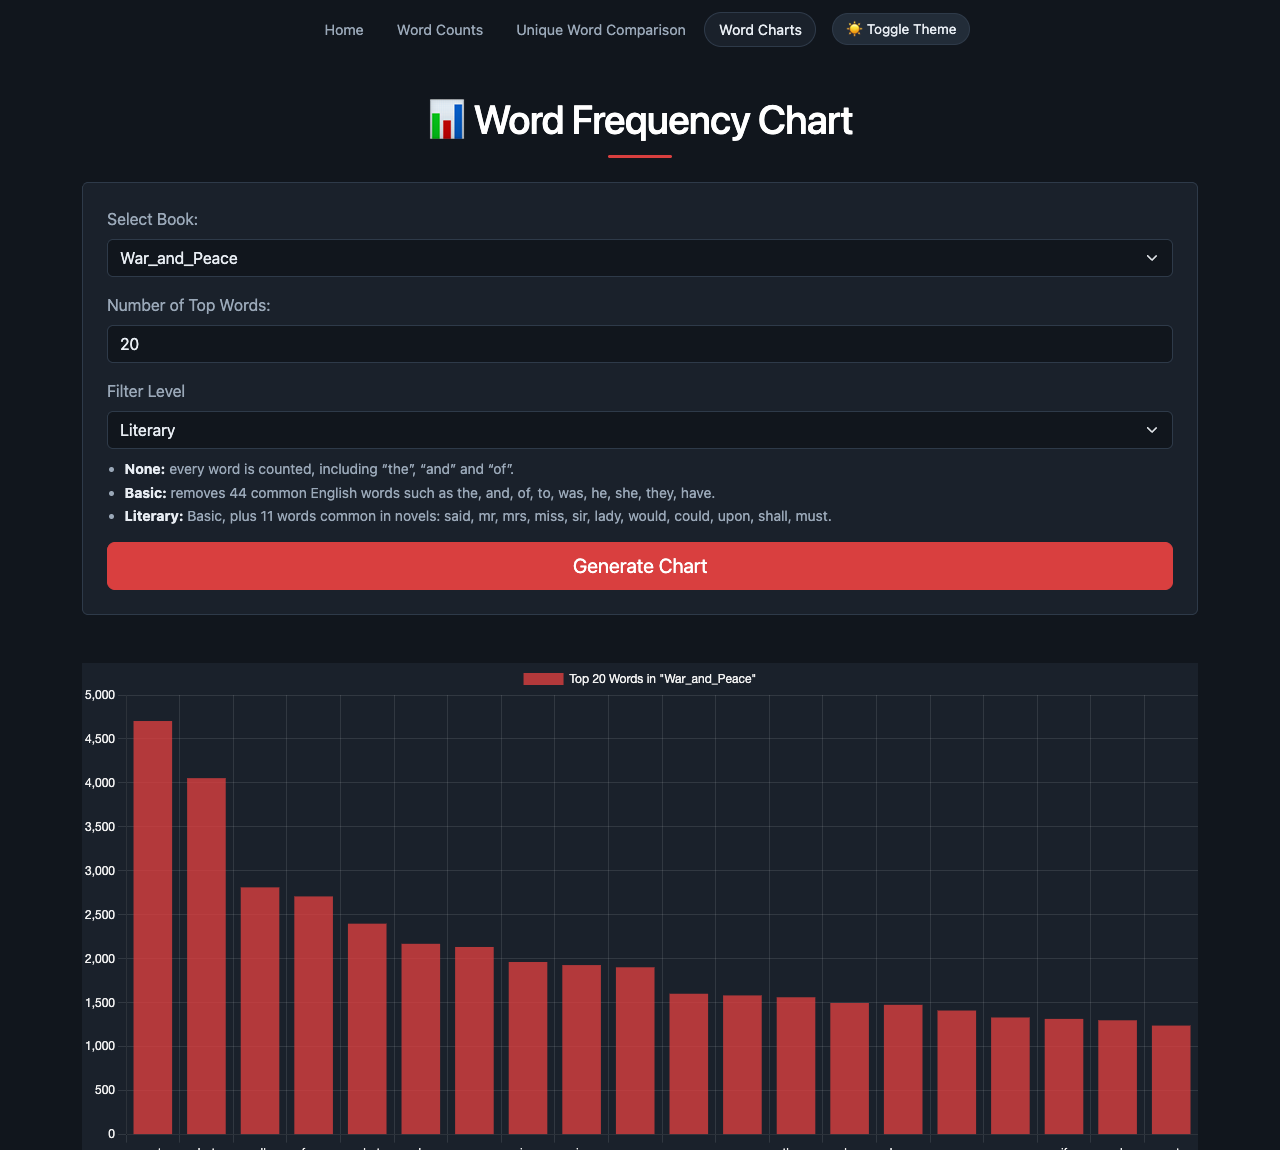 Home Word Counts Unique Word Comparison Word Charts ☀️ Toggle Theme
📊 Word Frequency Chart
Select Book:
War_and_Peace
Number of Top Words:
20
Filter Level
Literary
• None: every word is counted, including “the”, “and” and “of”.
• Basic: removes 44 common English words such as the, and, of, to, was, he, she, they, have.
• Literary: Basic, plus 11 words common in novels: said, mr, mrs, miss, sir, lady, would, could, upon, shall, must.
Generate Chart
Top 20 Words in "War_and_Peace"
5,000
4,500
4,000
3,500
3,000
2,500
2,000
1,500
1,000
500
0